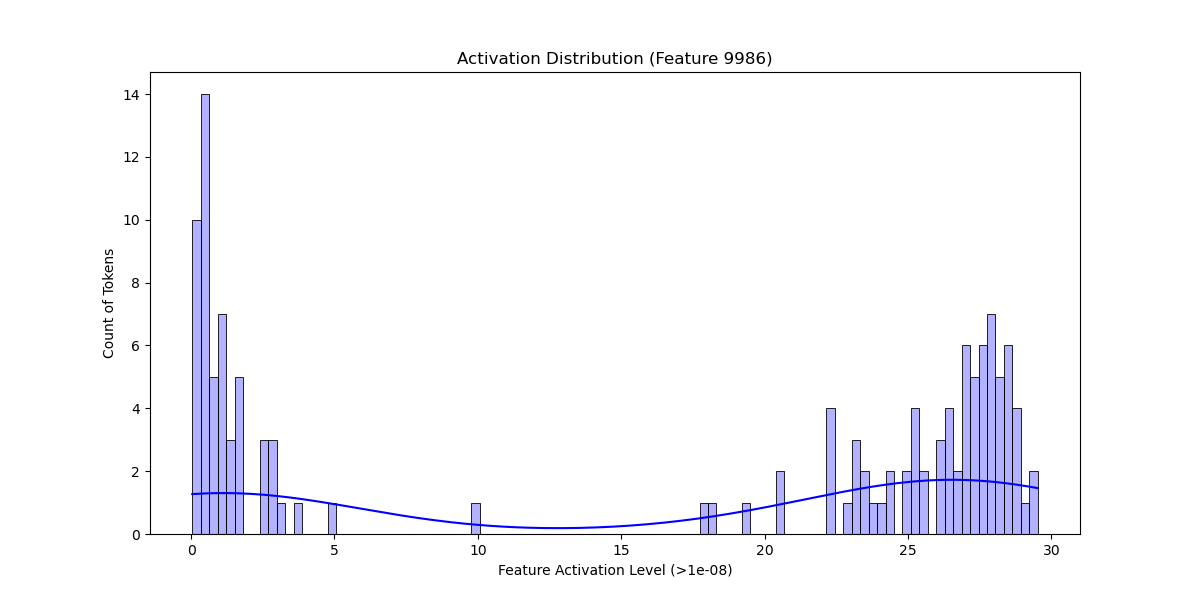 Activation Distribution (Feature 9986)
14
12
10
8
6
4
2
0
Count of Tokens
0 5 10 15 20 25 30
Feature Activation Level (>1e-08)